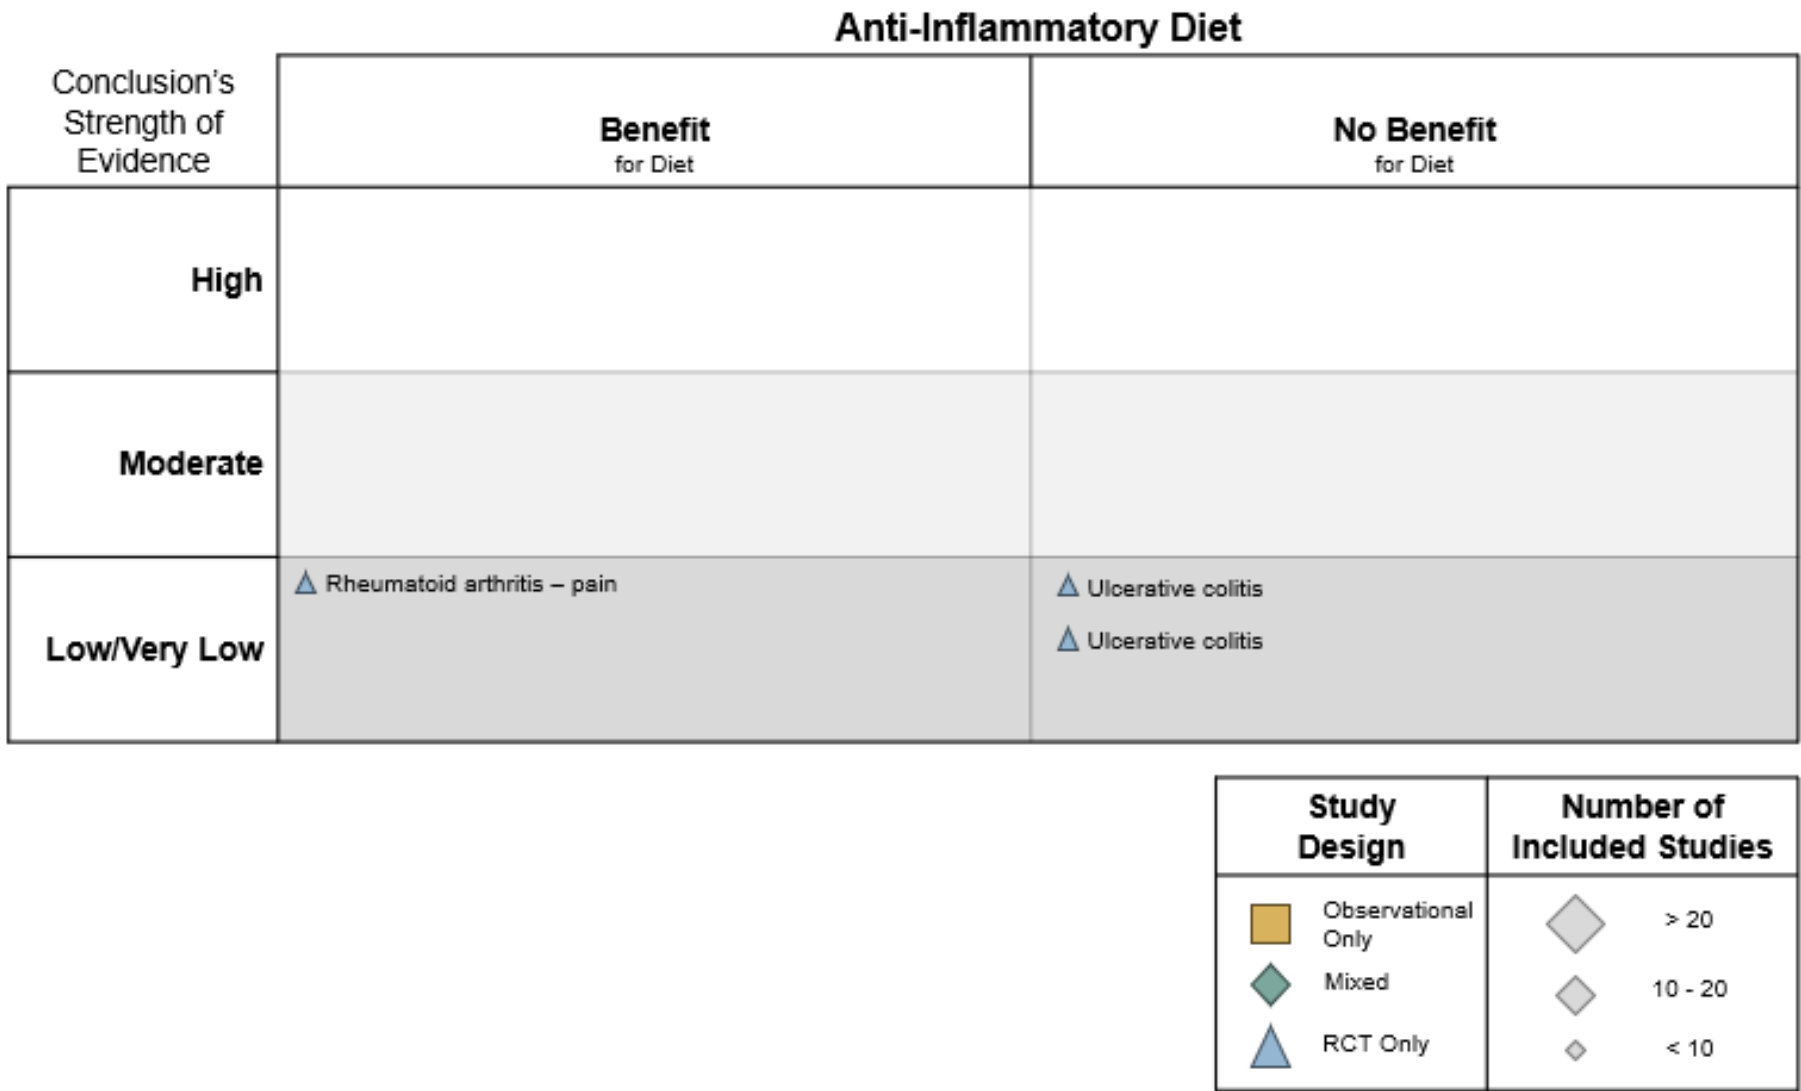 Anti-Inflammatory Diet
Conclusion's
Strength of
Evidence
Benefit
for Diet
No Benefit
for Diet
High
Moderate
Low/Very Low
Rheumatoid arthritis – pain
Ulcerative colitis
Ulcerative colitis
Study
Design
Number of
Included Studies
Observational
Only
> 20
Mixed
10 - 20
RCT Only
< 10